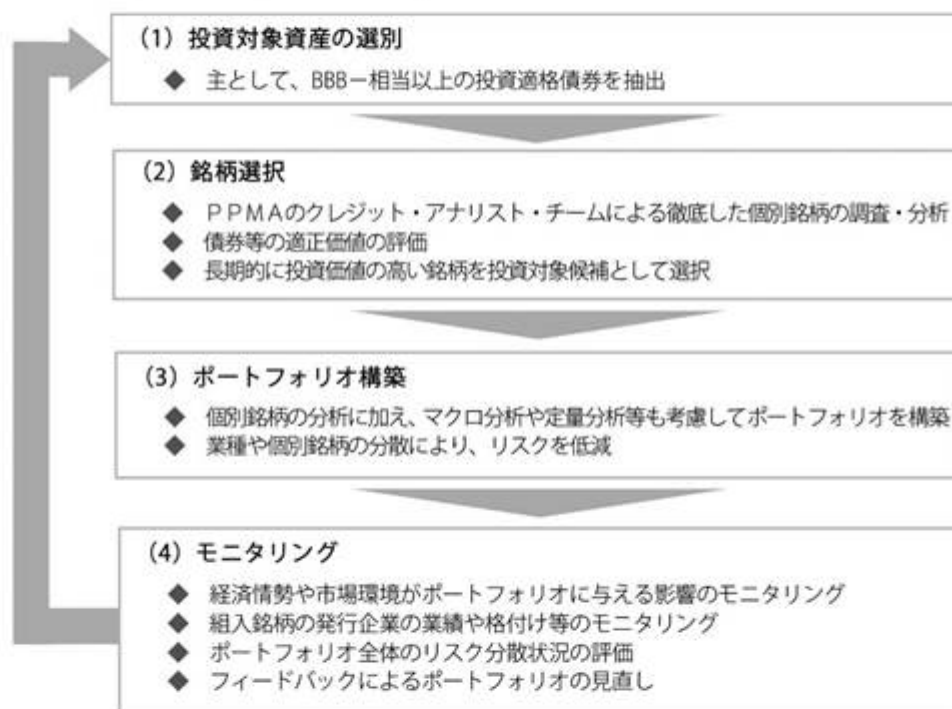 (1) 投資対象資産の選別
◆ 主として、BBB－相当以上の投資適格債券を抽出
(2) 銘柄選択
◆ ＰＰＭＡのクレジット・アナリスト・チームによる徹底した個別銘柄の調査・分析
◆ 債券等の適正価値の評価
◆ 長期的に投資価値の高い銘柄を投資対象候補として選択
(3) ポートフォリオ構築
◆ 個別銘柄の分析に加え、マクロ分析や定量分析等も考慮してポートフォリオを構築
◆ 業種や個別銘柄の分散により、リスクを低減
(4) モニタリング
◆ 経済情勢や市場環境がポートフォリオに与える影響のモニタリング
◆ 組入銘柄の発行企業の業績や格付け等のモニタリング
◆ ポートフォリオ全体のリスク分散状況の評価
◆ フィードバックによるポートフォリオの見直し